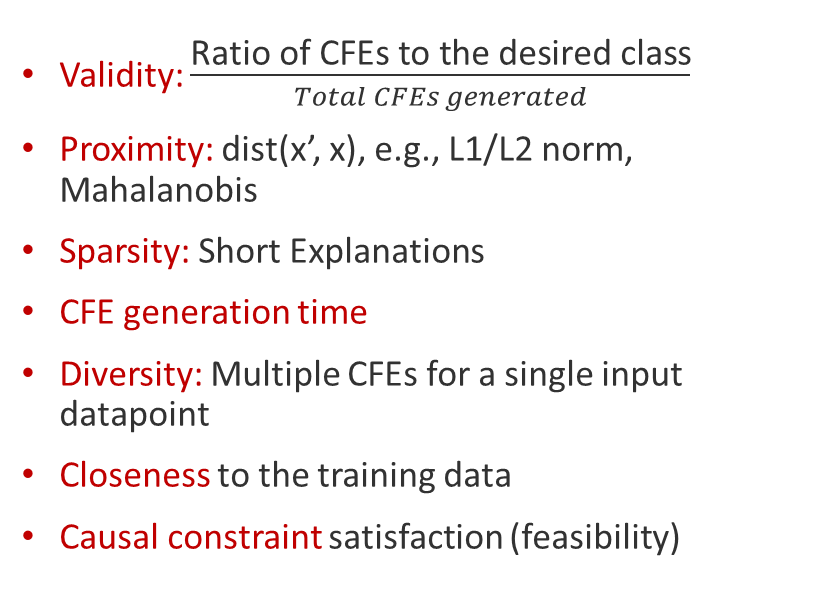 • Validity: Ratio of CFEs to the desired class
Total CFEs generated
• Proximity: dist(x’, x), e.g., L1/L2 norm,
Mahalanobis
• Sparsity: Short Explanations
• CFE generation time
• Diversity: Multiple CFEs for a single input
datapoint
• Closeness to the training data
• Causal constraint satisfaction (feasibility)